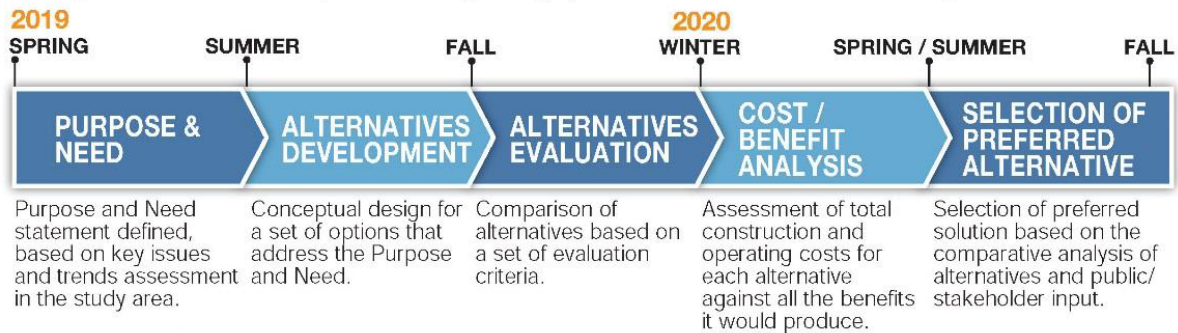 2019
SPRING
SUMMER
FALL
2020
WINTER
SPRING / SUMMER
FALL
PURPOSE &
NEED
ALTERNATIVES
DEVELOPMENT
ALTERNATIVES
EVALUATION
COST /
BENEFIT
ANALYSIS
SELECTION OF
PREFERRED
ALTERNATIVE
Purpose and Need
statement defined,
based on key issues
and trends assessment
in the study area.
Conceptual design for
a set of options that
address the Purpose
and Need.
Comparison of
alternatives based on
a set of evaluation
criteria.
Assessment of total
construction and
operating costs for
each alternative
against all the benefits
it would produce.
Selection of preferred
solution based on the
comparative analysis of
alternatives and public/
stakeholder input.